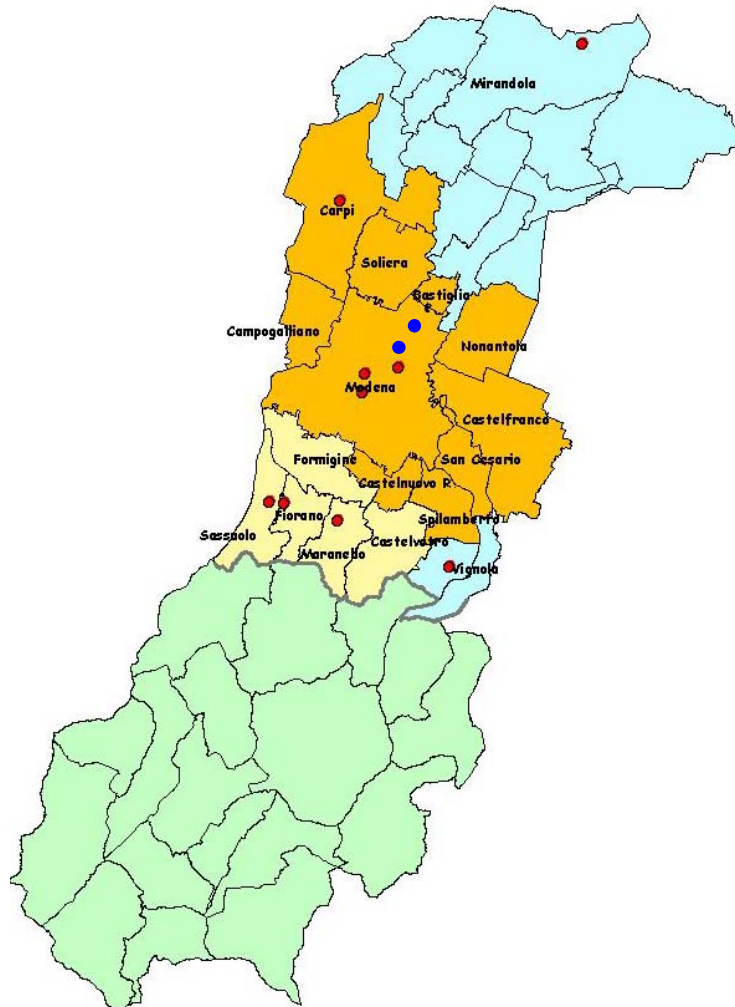 Mirandola
Carpi
Soliera
Bastiglia
Campogalliano
Nonantola
Modena
Castelfranco
Formigine
San Cesario
Castelnuovo R.
Fiorano
Spilamberto
Sassuolo
Castelvetro
Maranello
Vignola